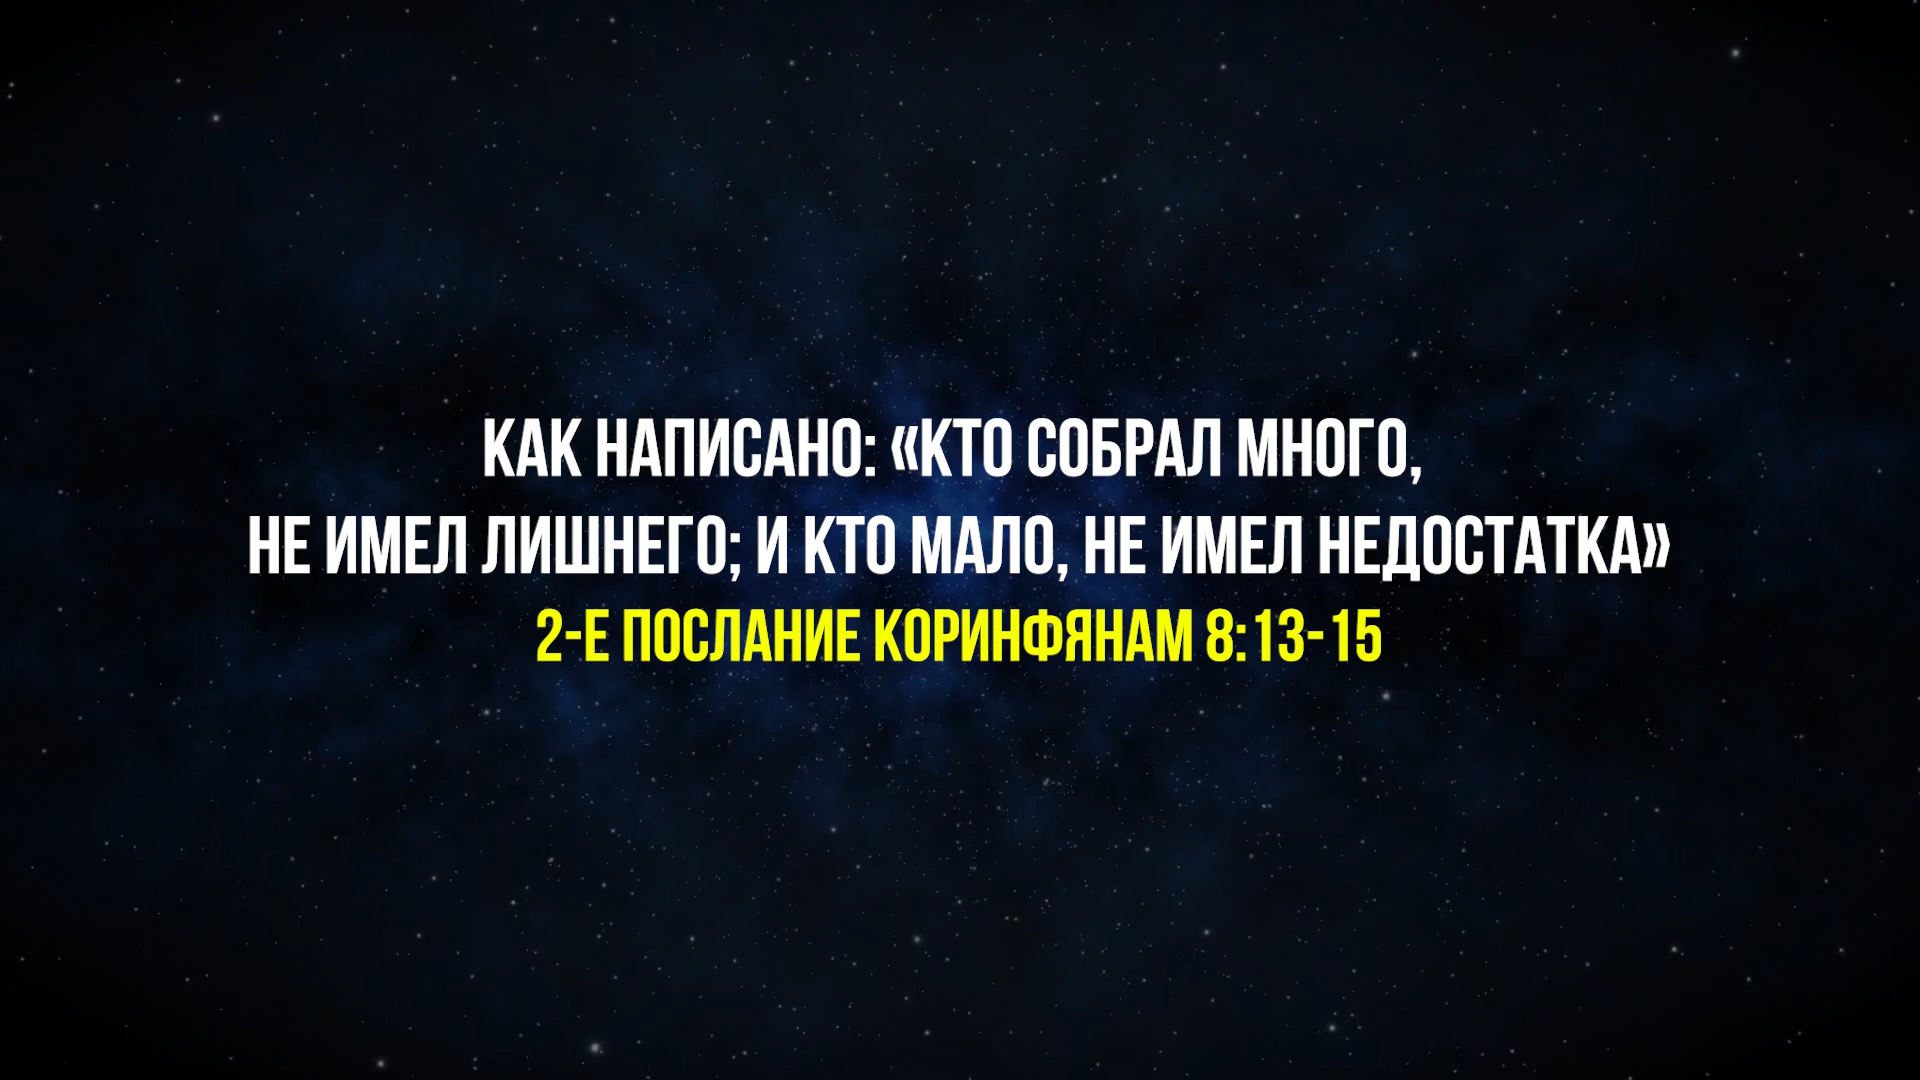 КАК НАПИСАНО: «КТО СОБРАЛ МНОГО,
НЕ ИМЕЛ ЛИШНЕГО; И КТО МАЛО, НЕ ИМЕЛ НЕДОСТАТКА»
2-Е ПОСЛАНИЕ КОРИНФЯНАМ 8:13-15